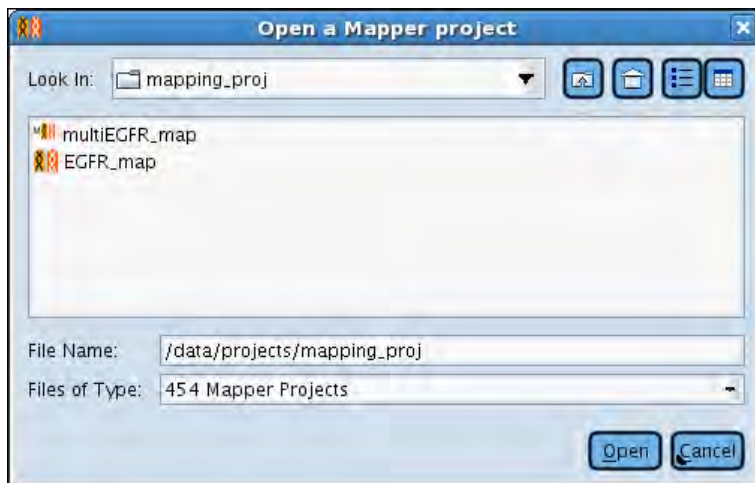 Open a Mapper project
Look In: mapping_proj
multiEGFR_map
EGFR_map
File Name: /data/projects/mapping_proj
Files of Type: 454 Mapper Projects
Open Cancel